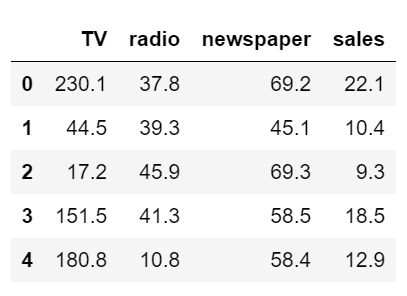 TV radio newspaper sales
0 230.1 37.8 69.2 22.1
1 44.5 39.3 45.1 10.4
2 17.2 45.9 69.3 9.3
3 151.5 41.3 58.5 18.5
4 180.8 10.8 58.4 12.9